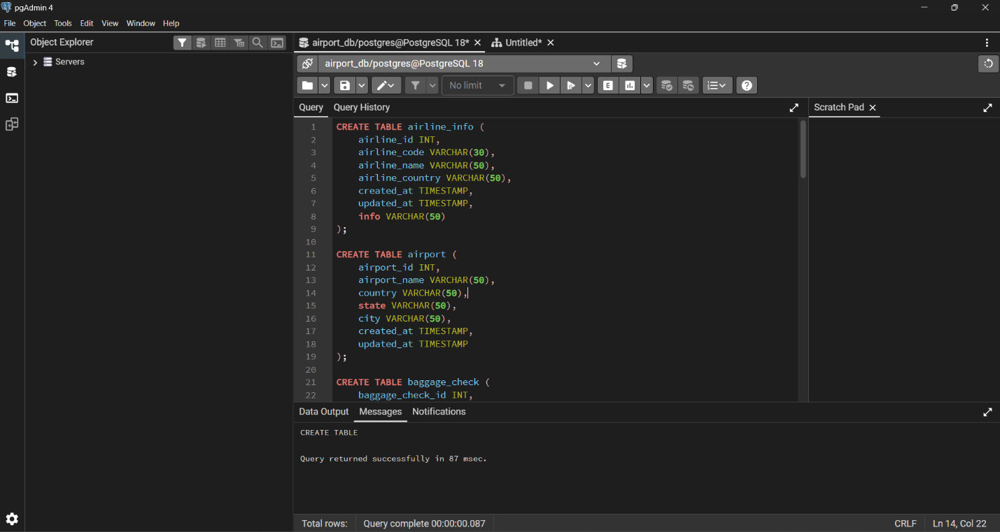 pgAdmin 4
File Object Tools Edit View Window Help
Object Explorer
Servers
airport_db/postgres@PostgreSQL 18* Untitled*
airport_db/postgres@PostgreSQL 18
No limit E
Query Query History
Scratch Pad
1 CREATE TABLE airline_info (
2 airline_id INT,
3 airline_code VARCHAR(30),
4 airline_name VARCHAR(50),
5 airline_country VARCHAR(50),
6 created_at TIMESTAMP,
7 updated_at TIMESTAMP,
8 info VARCHAR(50)
9 );
10
11 CREATE TABLE airport (
12 airport_id INT,
13 airport_name VARCHAR(50),
14 country VARCHAR(50),
15 state VARCHAR(50),
16 city VARCHAR(50),
17 created_at TIMESTAMP,
18 updated_at TIMESTAMP
19 );
20
21 CREATE TABLE baggage_check (
22 baggage_check_id INT,
Data Output Messages Notifications
CREATE TABLE
Query returned successfully in 87 msec.
Total rows: Query complete 00:00:00.087 CRLF Ln 14, Col 22